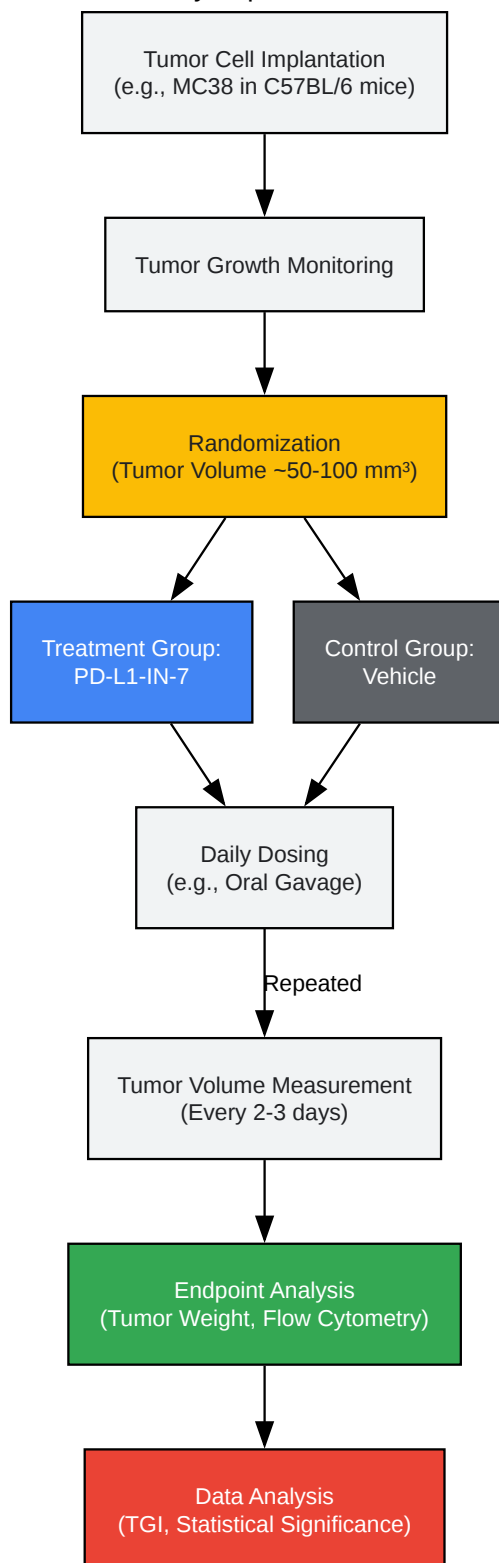 Tumor Cell Implantation
(e.g., MC38 in C57BL/6 mice)
Tumor Growth Monitoring
Randomization
(Tumor Volume ~50-100 mm³)
Treatment Group:
PD-L1-IN-7
Control Group:
Vehicle
Daily Dosing
(e.g., Oral Gavage)
Repeated
Tumor Volume Measurement
(Every 2-3 days)
Endpoint Analysis
(Tumor Weight, Flow Cytometry)
Data Analysis
(TGI, Statistical Significance)